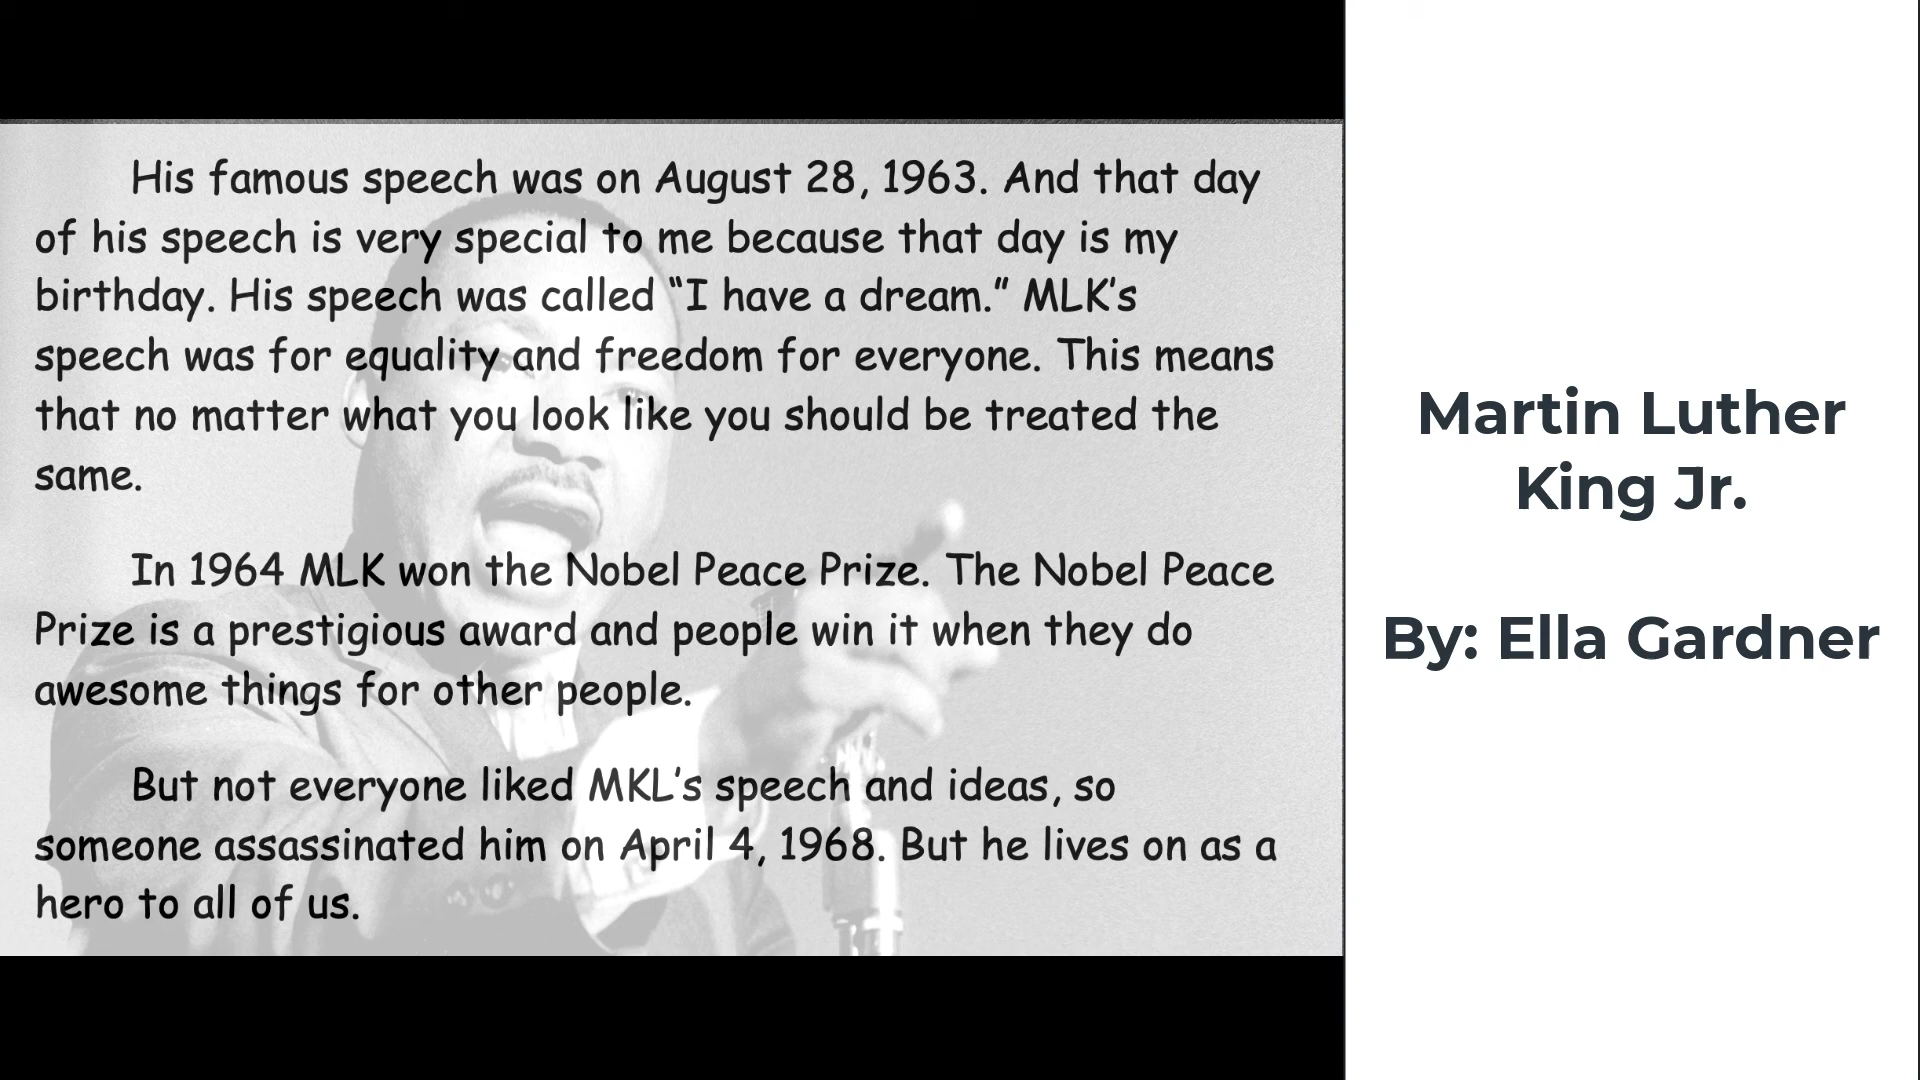 His famous speech was on August 28, 1963. And that day
of his speech is very special to me because that day is my
birthday. His speech was called “I have a dream.” MLK’s
speech was for equality and freedom for everyone. This means
that no matter what you look like you should be treated the
same.
In 1964 MLK won the Nobel Peace Prize. The Nobel Peace
Prize is a prestigious award and people win it when they do
awesome things for other people.
But not everyone liked MKL’s speech and ideas, so
someone assassinated him on April 4, 1968. But he lives on as a
hero to all of us.
Martin Luther
King Jr.
By: Ella Gardner